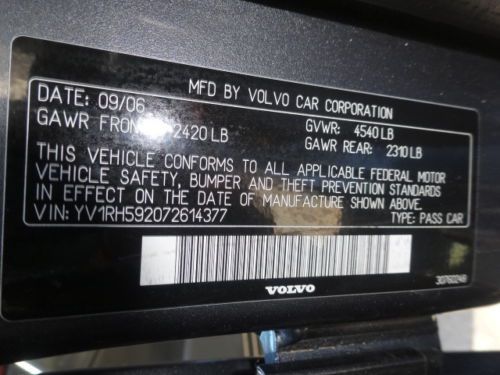 MFD BY VOLVO CAR CORPORATION
DATE: 09/06 GVWR: 4540 LB
GAWR FRONT 2420 LB GAWR REAR: 2310 LB
THIS VEHICLE CONFORMS TO ALL APPLICABLE FEDERAL MOTOR
VEHICLE SAFETY, BUMPER AND THEFT PREVENTION STANDARDS
IN EFFECT ON THE DATE OF MANUFACTURE SHOWN ABOVE.
VIN: YV1RH592072614377 TYPE: PASS CAR
VOLVO